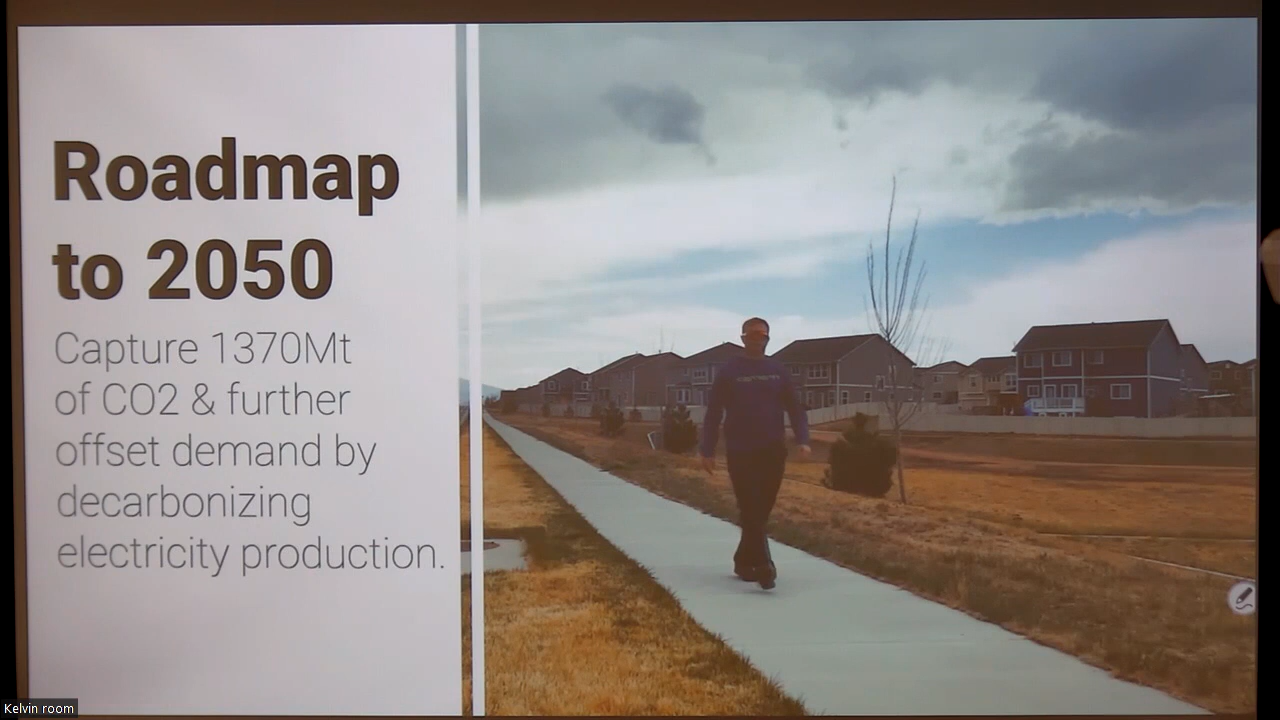 Roadmap
to 2050
Capture 1370Mt
of CO2 & further
offset demand by
decarbonizing
electricity production.
Kelvin room